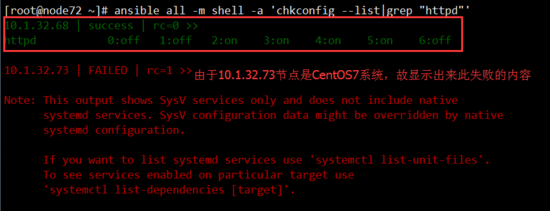 [root@node72 ~]# ansible all -m shell -a 'chkconfig --list|grep "httpd"'
10.1.32.68 | success | rc=0 >>
httpd 0:off 1:off 2:on 3:on 4:on 5:on 6:off
10.1.32.73 | FAILED | rc=1 >>由于10.1.32.73节点是CentOS7系统，故显示出来此失败的内容
Note: This output shows SysV services only and does not include native
systemd services. SysV configuration data might be overridden by native
systemd configuration.
If you want to list systemd services use 'systemctl list-unit-files'.
To see services enabled on particular target use
'systemctl list-dependencies [target]'.